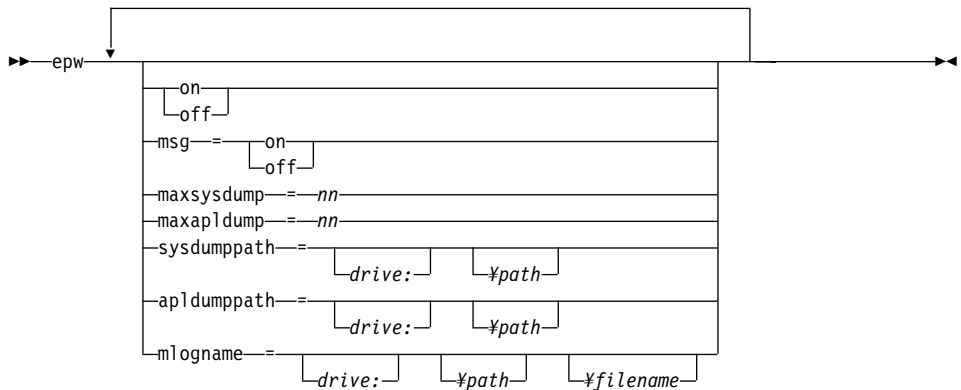 epw
on
off
msg = on
off
maxsysdump = nn
maxapldump = nn
sysdumppath =
drive: ¥path
apldumppath =
drive: ¥path
mlogname =
drive: ¥path ¥filename